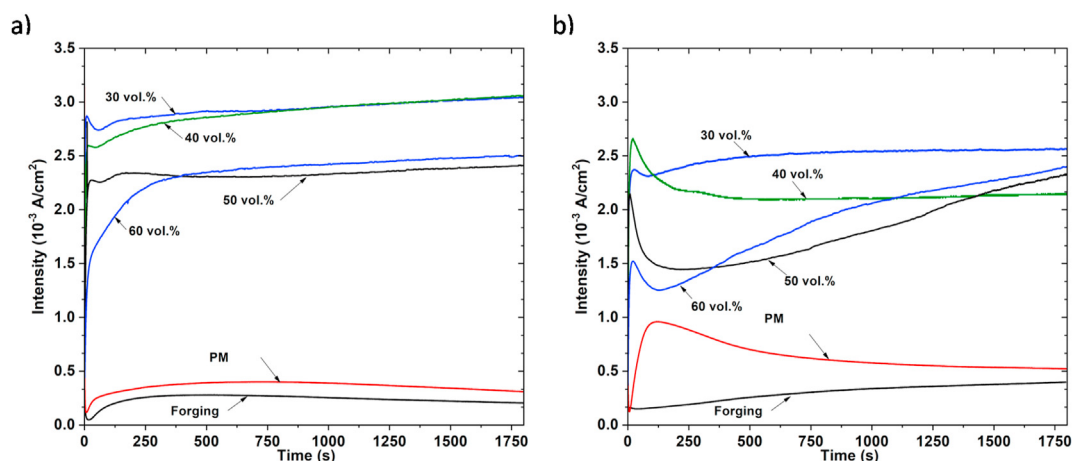 a)
3.5
3.0
2.5
2.0
1.5
1.0
0.5
0.0
Intensity (10⁻³ A/cm²)
30 vol.%
40 vol.%
50 vol.%
60 vol.%
PM
Forging
0 250 500 750 1000 1250 1500 1750
Time (s)
b)
3.5
3.0
2.5
2.0
1.5
1.0
0.5
0.0
Intensity (10⁻³ A/cm²)
30 vol.%
40 vol.%
50 vol.%
60 vol.%
PM
Forging
0 250 500 750 1000 1250 1500 1750
Time (s)